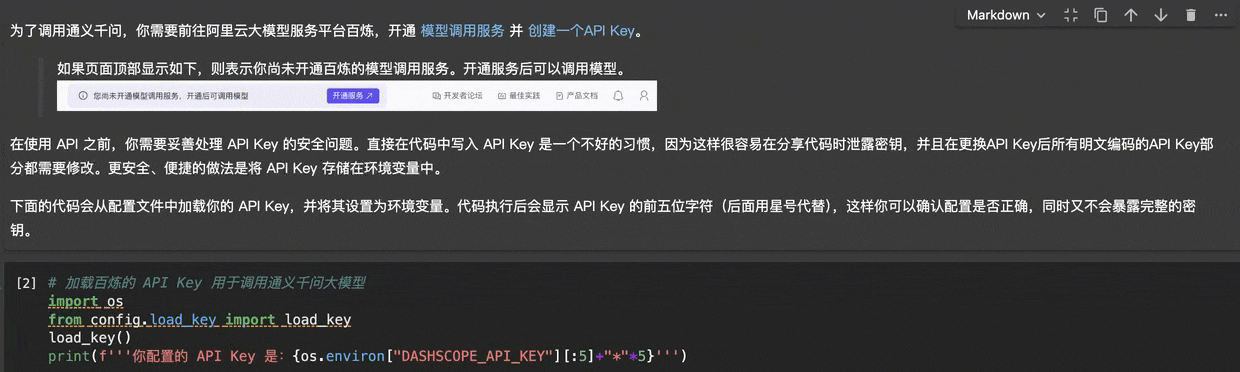 Markdown
为了调用通义千问，你需要前往阿里云大模型服务平台百炼，开通 模型调用服务 并 创建一个API Key。
如果页面顶部显示如下，则表示你尚未开通百炼的模型调用服务。开通服务后可以调用模型。
您尚未开通模型调用服务，开通后可调用模型 开通服务 ↗ 开发者论坛 最佳实践 产品文档
在使用 API 之前，你需要妥善处理 API Key 的安全问题。直接在代码中写入 API Key 是一个不好的习惯，因为这样很容易在分享代码时泄露密钥，并且在更换API Key后所有明文编码的API Key部
分都需要修改。更安全、便捷的做法是将 API Key 存储在环境变量中。
下面的代码会从配置文件中加载你的 API Key，并将其设置为环境变量。代码执行后会显示 API Key 的前五位字符（后面用星号代替），这样你可以确认配置是否正确，同时又不会暴露完整的密
钥。
[2] # 加载百炼的 API Key 用于调用通义千问大模型
import os
from config.load_key import load_key
load_key()
print(f'''你配置的 API Key 是：{os.environ["DASHSCOPE_API_KEY"][:5]+"*"*5}''')